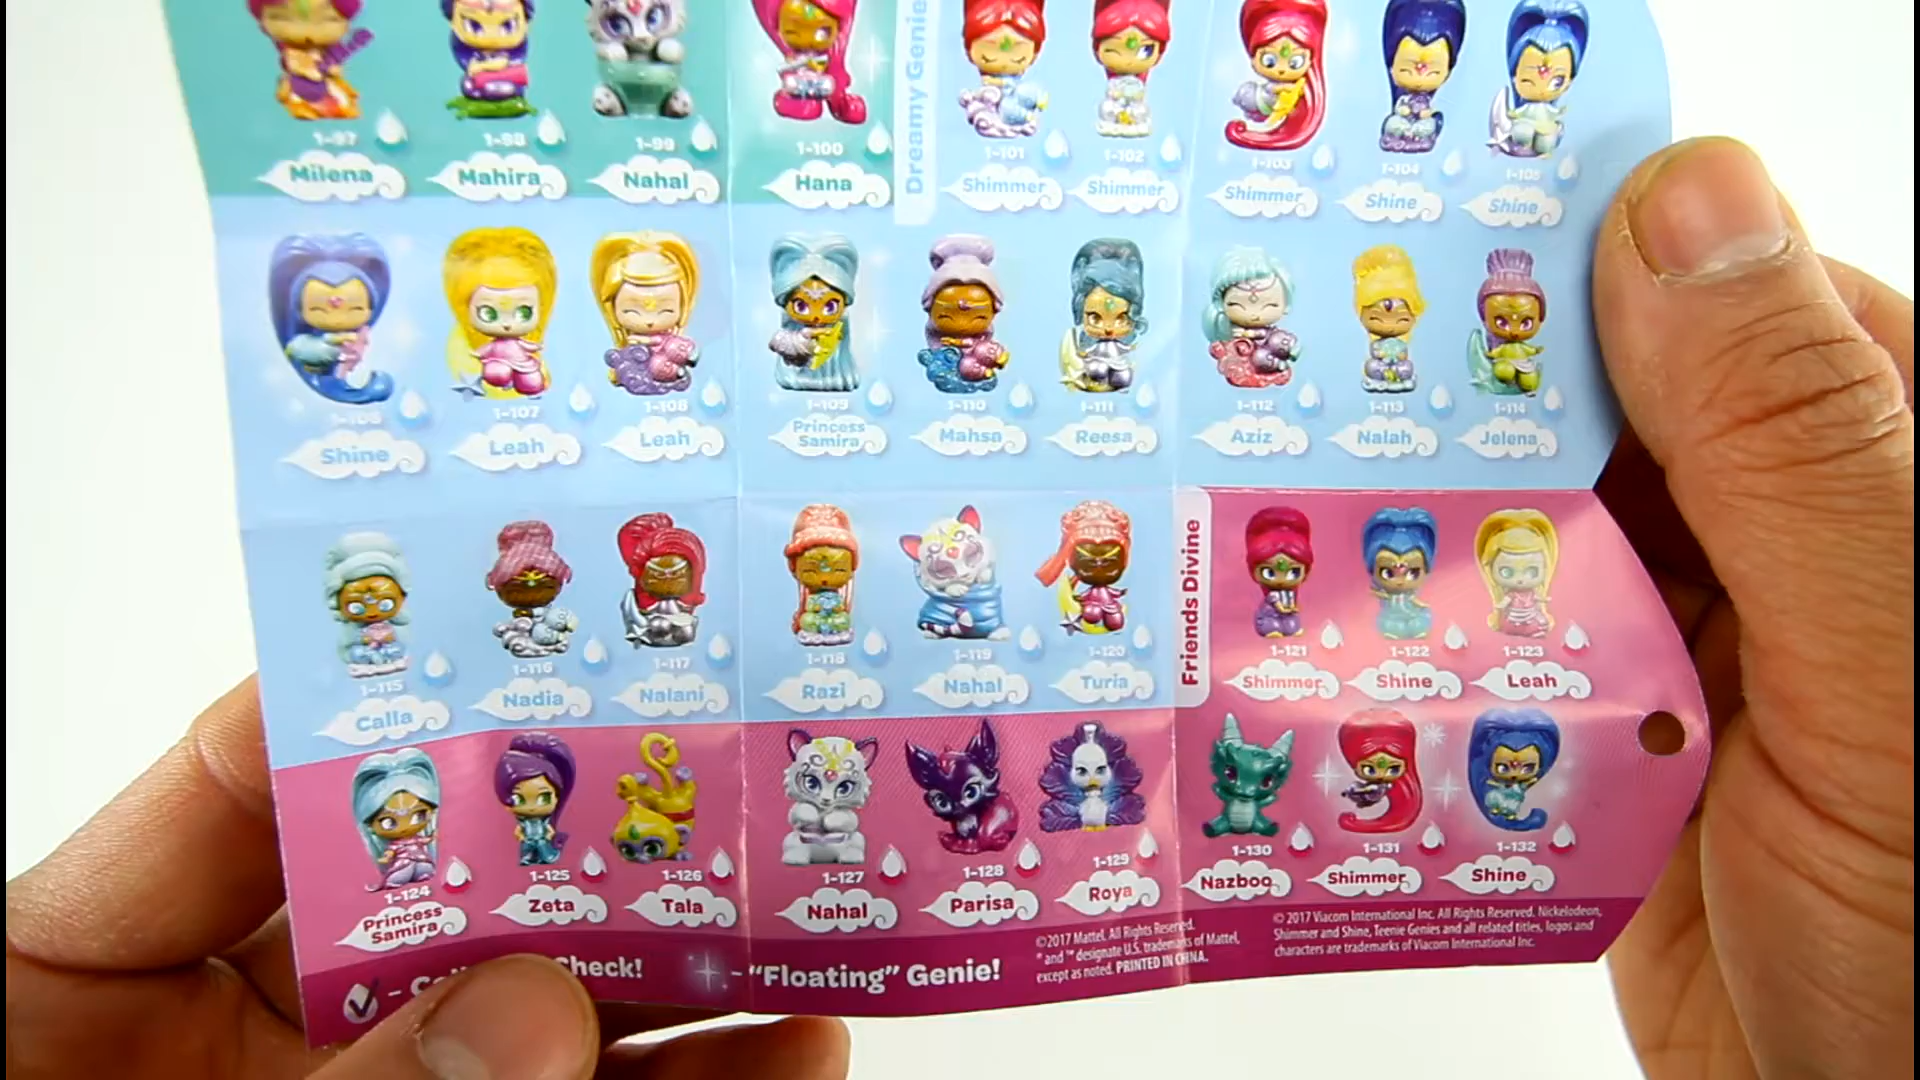 1-97
Milena
1-98
Mahira
1-99
Nahal
1-100
Hana
Dreamy Genie
1-101
Shimmer
1-102
Shimmer
1-103
Shimmer
1-104
Shine
1-105
Shine
1-106
Shine
1-107
Leah
1-108
Leah
1-109
Princess
Samira
1-110
Mahsa
1-111
Reesa
1-112
Aziz
1-113
Nalah
1-114
Jelena
1-115
Calla
1-116
Nadia
1-117
Nalani
1-118
Razi
1-119
Nahal
1-120
Turia
Friends Divine
1-121
Shimmer
1-122
Shine
1-123
Leah
1-124
Princess
Samira
1-125
Zeta
1-126
Tala
1-127
Nahal
1-128
Parisa
1-129
Roya
1-130
Nazboo
1-131
Shimmer
1-132
Shine
Check!
- "Floating" Genie!
©2017 Mattel. All Rights Reserved.
® and ™ designate U.S. trademarks of Mattel,
except as noted. PRINTED IN CHINA.
© 2017 Viacom International Inc. All Rights Reserved. Nickelodeon,
Shimmer and Shine, Teenie Genies and all related titles, logos and
characters are trademarks of Viacom International Inc.